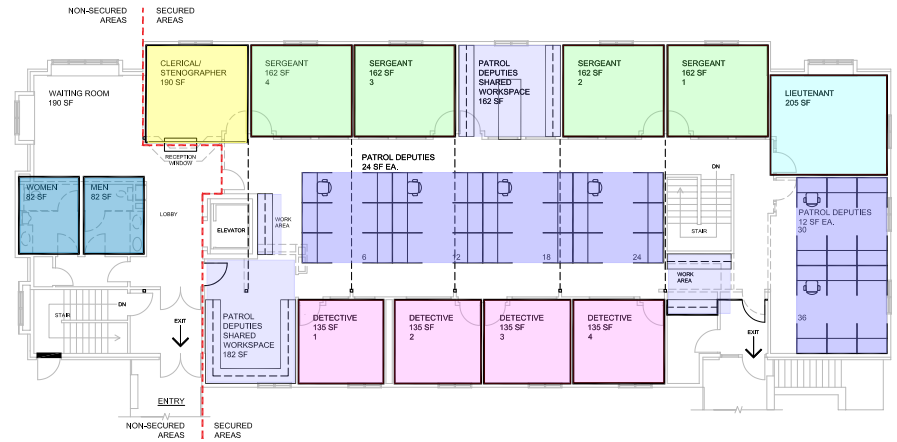 NON-SECURED
AREAS
SECURED
AREAS
CLERICAL/
STENOGRAPHER
190 SF
SERGEANT
162 SF
4
SERGEANT
162 SF
3
PATROL
DEPUTIES
SHARED
WORKSPACE
162 SF
SERGEANT
162 SF
2
SERGEANT
162 SF
1
WAITING ROOM
190 SF
LIEUTENANT
205 SF
RECEPTION
WINDOW
PATROL DEPUTIES
24 SF EA.
DN
WOMEN
82 SF
MEN
82 SF
LOBBY
ELEVATOR
WORK
AREA
STAIR
PATROL DEPUTIES
12 SF EA.
30
6
12
18
24
WORK
AREA
DN
STAIR
EXIT
PATROL
DEPUTIES
SHARED
WORKSPACE
182 SF
DETECTIVE
135 SF
1
DETECTIVE
135 SF
2
DETECTIVE
135 SF
3
DETECTIVE
135 SF
4
DN
EXIT
36
ENTRY
NON-SECURED
AREAS
SECURED
AREAS